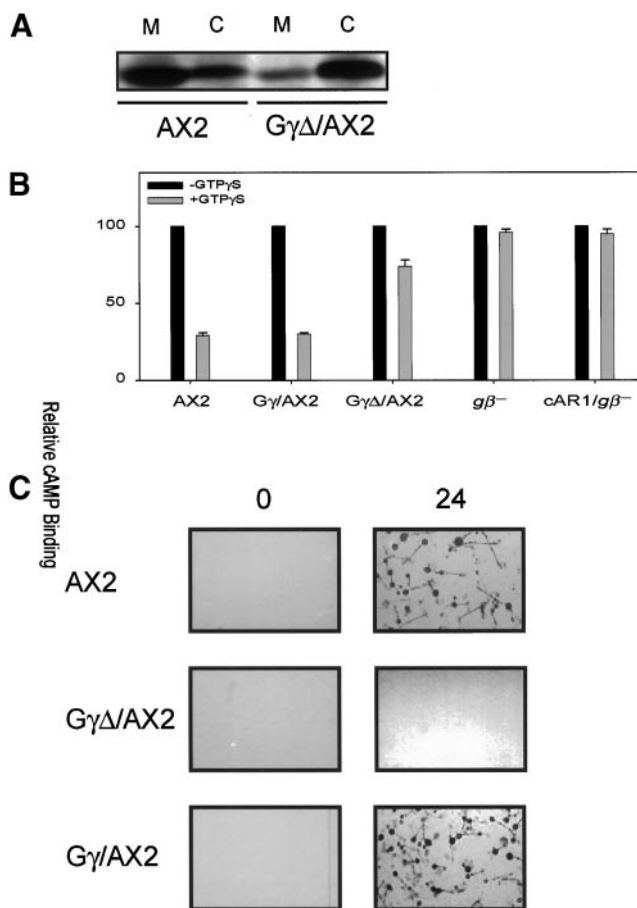 A
M C M C
AX2 GγΔ/AX2
B
-GTPγS
+GTPγS
100
50
0
AX2 Gγ/AX2 GγΔ/AX2 gβ⁻ cAR1/gβ⁻
Relative cAMP Binding
C
0 24
AX2
GγΔ/AX2
Gγ/AX2